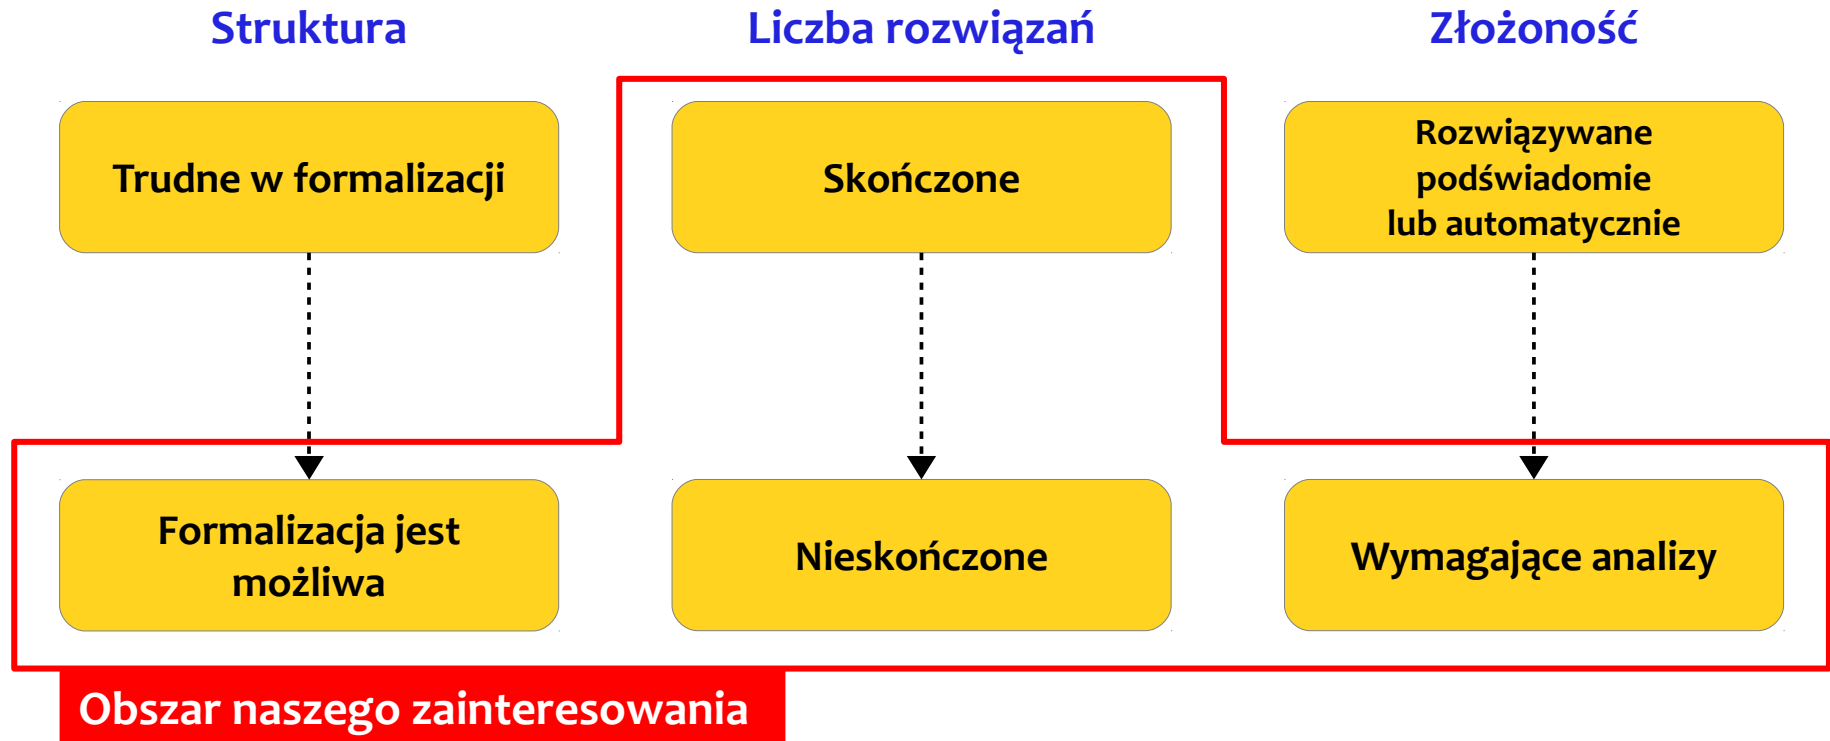 Struktura
Liczba rozwiązań
Złożoność
Trudne w formalizacji
Skończone
Rozwiązywane
podświadomie
lub automatycznie
Formalizacja jest
możliwa
Nieskończone
Wymagające analizy
Obszar naszego zainteresowania